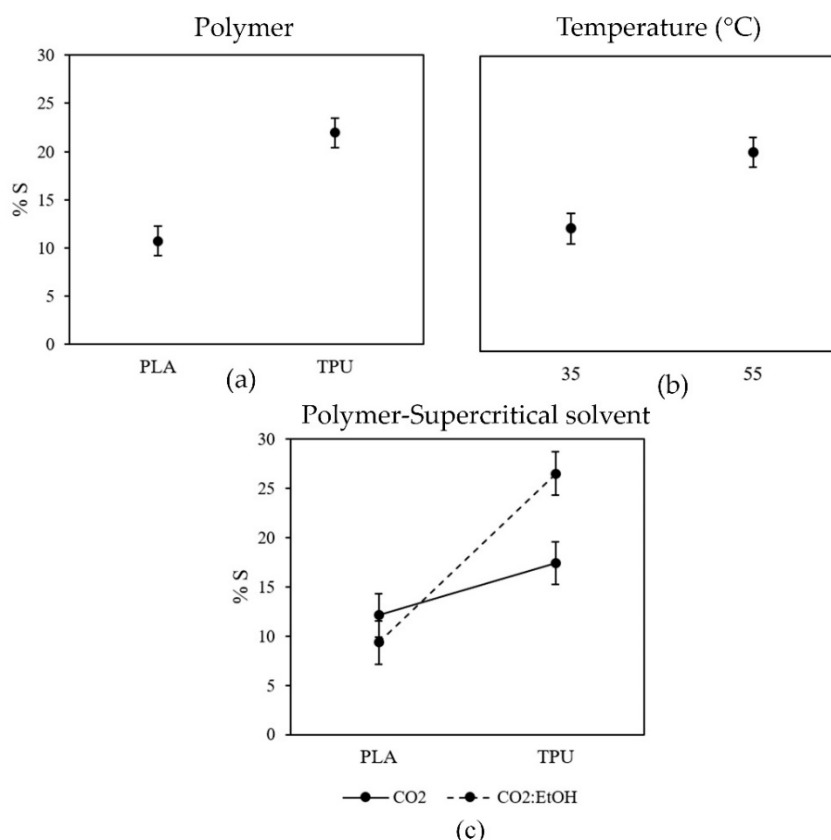 Polymer
30
25
20
15
10
5
0
% S
PLA TPU
(a)
Temperature (°C)
35 55
(b)
Polymer-Supercritical solvent
30
25
20
15
10
5
0
% S
PLA TPU
CO2 CO2:EtOH
(c)